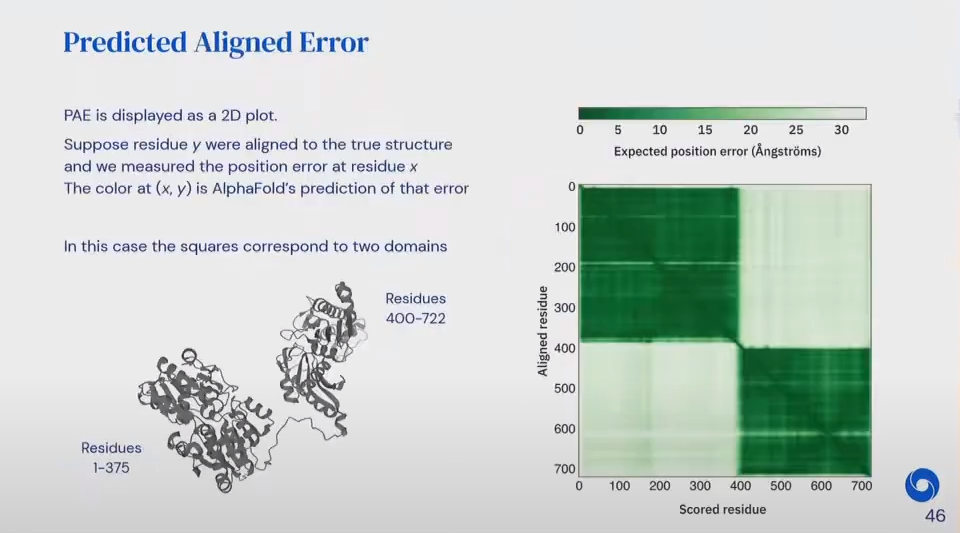 Predicted Aligned Error
PAE is displayed as a 2D plot.
Suppose residue y were aligned to the true structure
and we measured the position error at residue x
The color at (x, y) is AlphaFold's prediction of that error
In this case the squares correspond to two domains
Residues
400-722
Residues
1-375
0 5 10 15 20 25 30
Expected position error (Ångströms)
Aligned residue
0
100
200
300
400
500
600
700
0 100 200 300 400 500 600 700
Scored residue
46